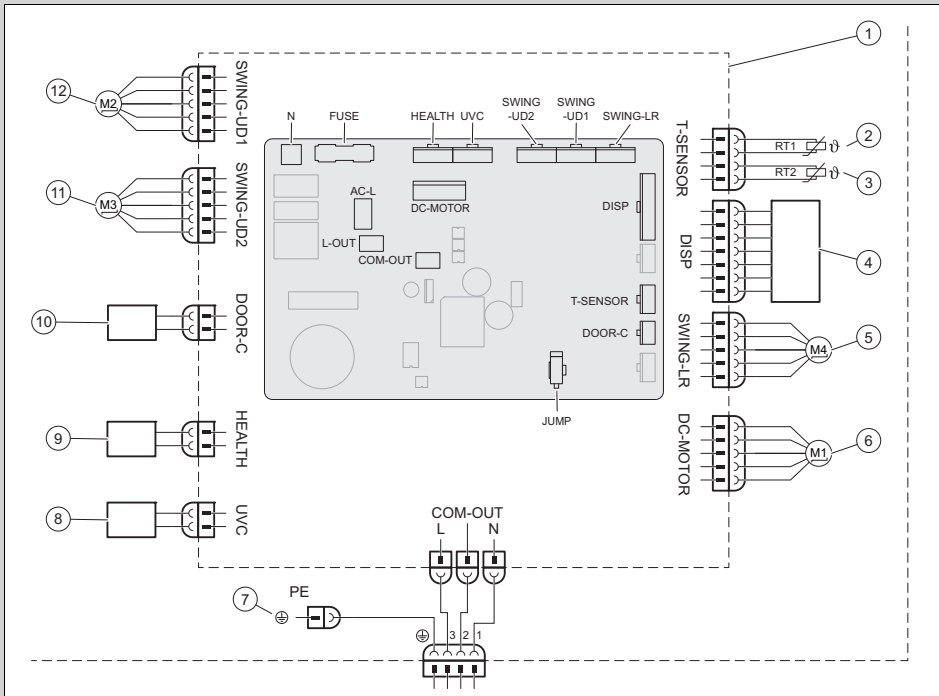 1
12
M2
SWING-UD1
N
FUSE
HEALTH
UVC
SWING
-UD2
SWING
-UD1
SWING-LR
T-SENSOR
RT1
ϑ
2
RT2
ϑ
3
11
M3
SWING-UD2
AC-L
DC-MOTOR
DISP
L-OUT
COM-OUT
DISP
4
10
DOOR-C
T-SENSOR
DOOR-C
SWING-LR
M4
5
JUMP
9
HEALTH
DC-MOTOR
M1
6
8
UVC
COM-OUT
L
N
7
PE
3
2
1